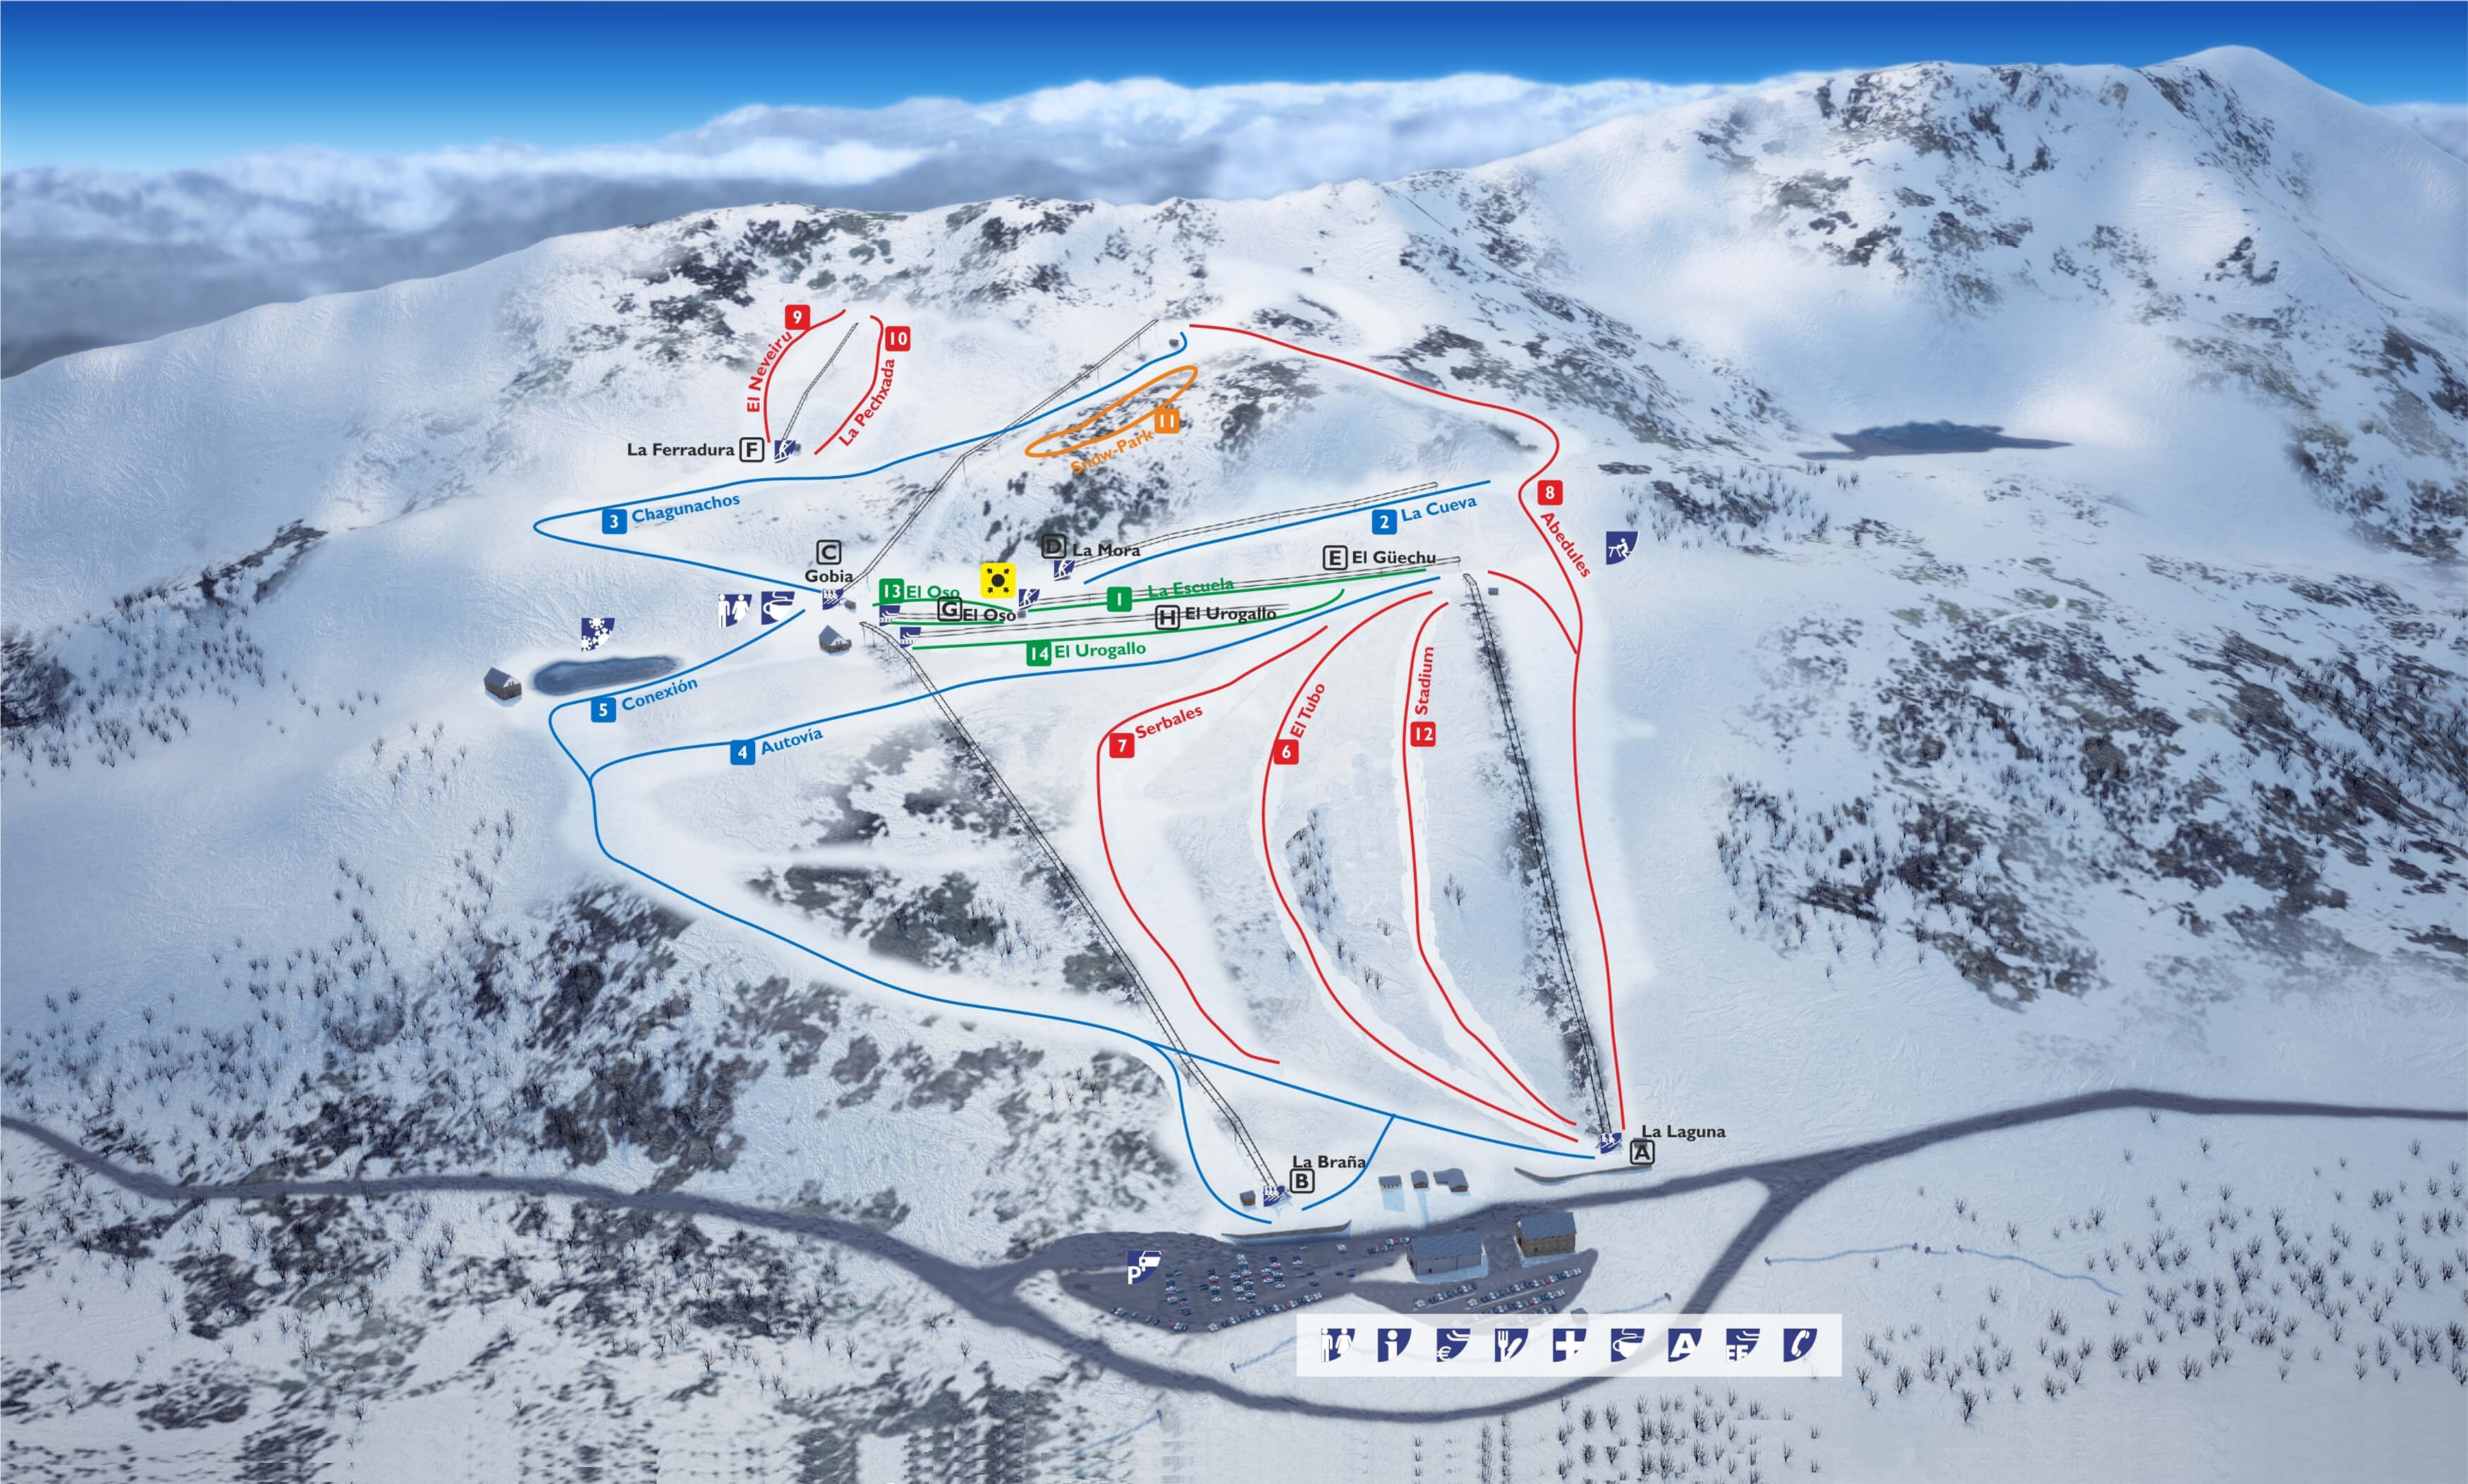 9
El Neveiru
10
La Pechxada
La Ferradura F
11
Snow-Park
3 Chagunachos
2 La Cueva
8
Abedules
C
Gobia
D La Mora
E El Güechu
13 El Oso
1 La Escuela
G El Oso
H El Urogallo
14 El Urogallo
5 Conexión
4 Autovía
7 Serbales
6 El Tubo
12 Stadium
La Laguna
A
La Braña
B
P
i
€
A
EE